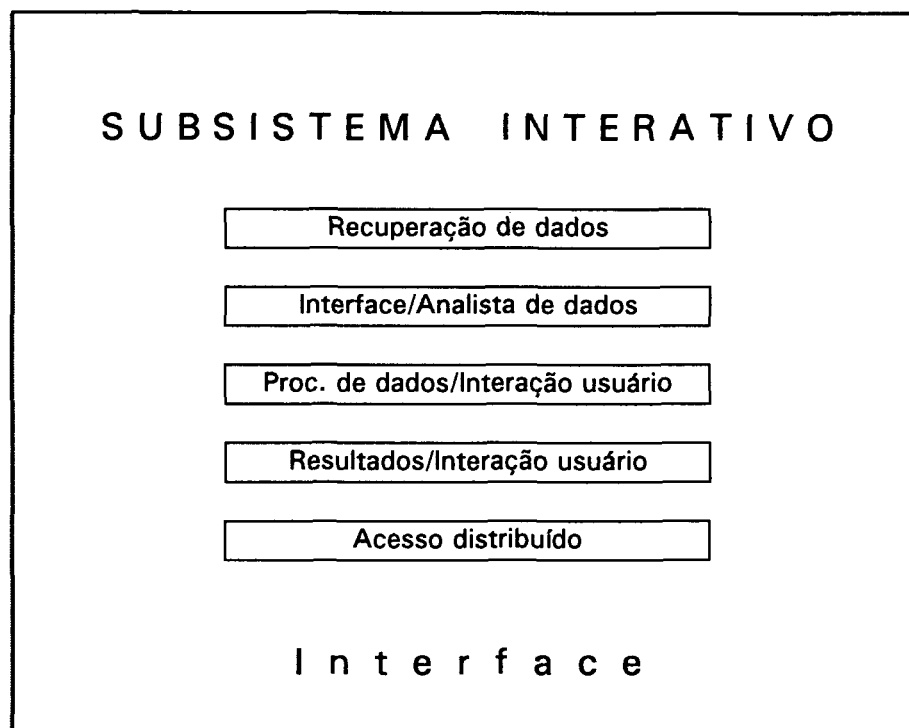 SUBSISTEMA INTERATIVO
Recuperação de dados
Interface/Analista de dados
Proc. de dados/Interação usuário
Resultados/Interação usuário
Acesso distribuído
Interface